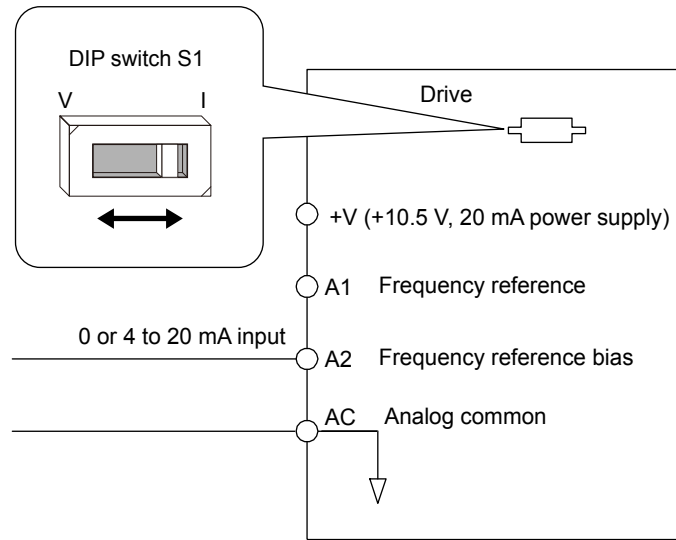 DIP switch S1
V I
Drive
+V (+10.5 V, 20 mA power supply)
A1 Frequency reference
0 or 4 to 20 mA input
A2 Frequency reference bias
AC Analog common